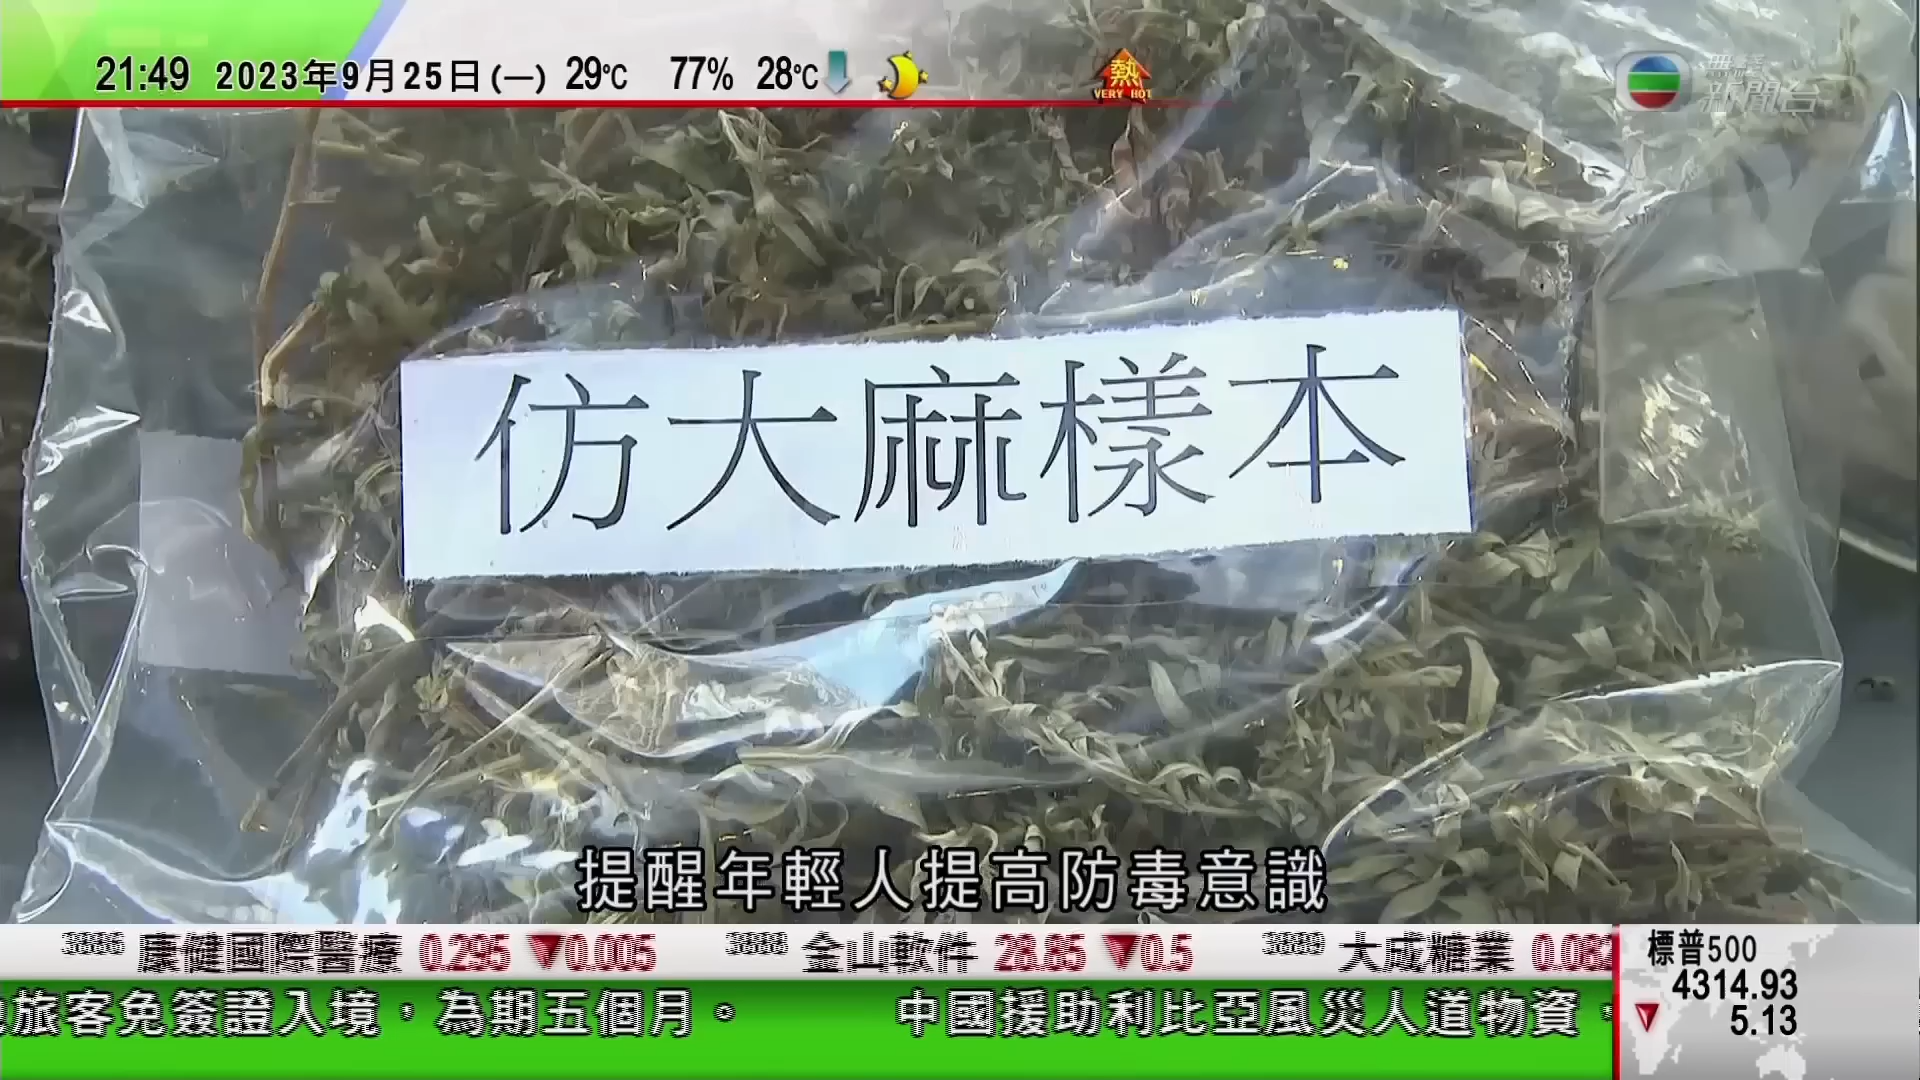 21:49 2023年9月25日(一) 29℃ 77% 28℃
熱
VERY HOT
無綫
新聞台
仿大麻樣本
提醒年輕人提高防毒意識
3886 康健國際醫療 0.295 ▼0.005 3888 金山軟件 28.85 ▼0.5 3889 大成糖業 0.082
旅客免簽證入境，為期五個月。 中國援助利比亞風災人道物資，
標普500
4314.93
▼ 5.13